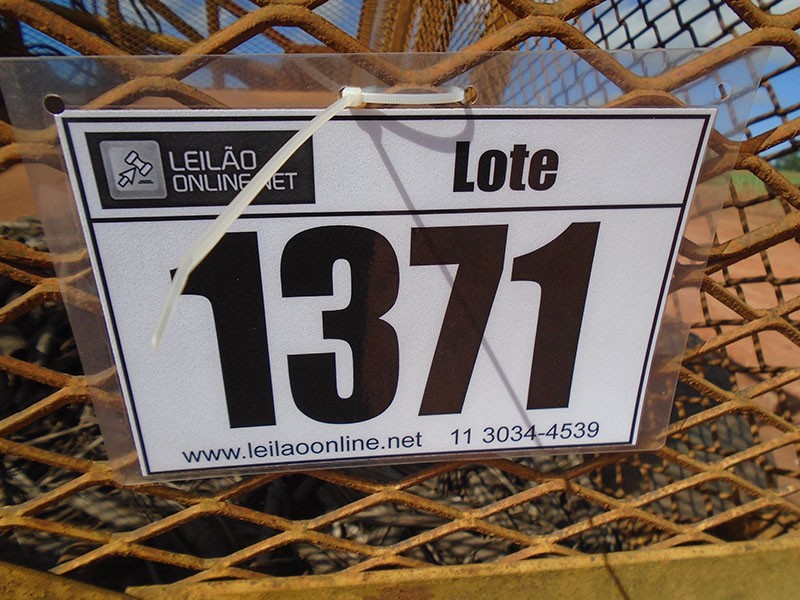 LEILÃO
ONLINE.NET
Lote
1371
www.leilaoonline.net 11 3034-4539